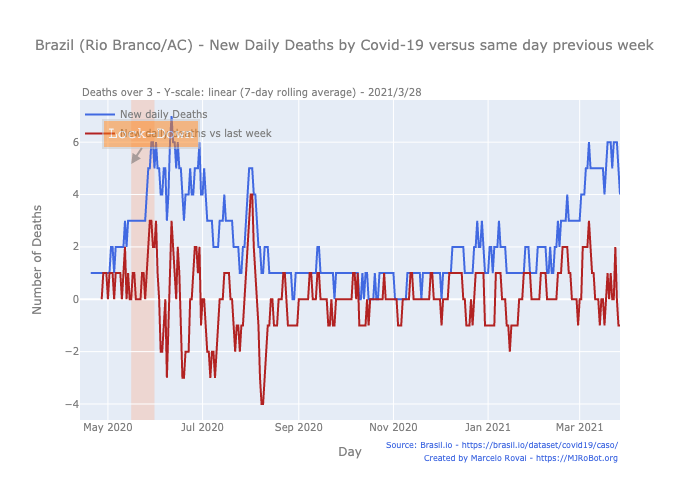 Brazil (Rio Branco/AC) - New Daily Deaths by Covid-19 versus same day previous week
Deaths over 3 - Y-scale: linear (7-day rolling average) - 2021/3/28
New daily Deaths
New daily Deaths vs last week
Number of Deaths
6
4
2
0
−2
−4
May 2020
Jul 2020
Sep 2020
Nov 2020
Jan 2021
Mar 2021
Day
Source: Brasil.io - https://brasil.io/dataset/covid19/caso/
Created by Marcelo Rovai - https://MJRoBot.org